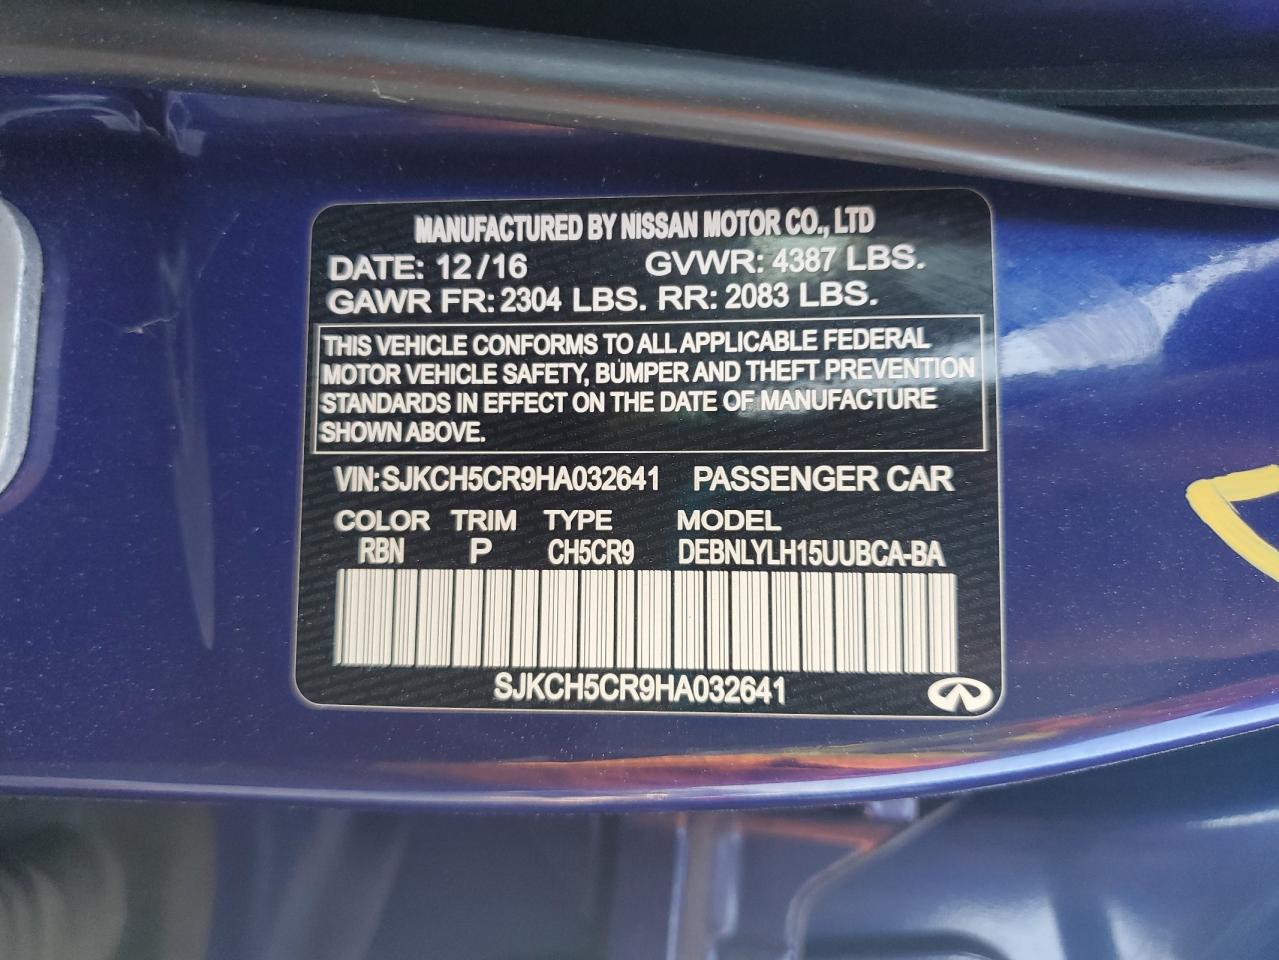 MANUFACTURED BY NISSAN MOTOR CO., LTD
DATE: 12/16 GVWR: 4387 LBS.
GAWR FR: 2304 LBS. RR: 2083 LBS.
THIS VEHICLE CONFORMS TO ALL APPLICABLE FEDERAL
MOTOR VEHICLE SAFETY, BUMPER AND THEFT PREVENTION
STANDARDS IN EFFECT ON THE DATE OF MANUFACTURE
SHOWN ABOVE.
VIN: SJKCH5CR9HA032641 PASSENGER CAR
COLOR TRIM TYPE MODEL
RBN P CH5CR9 DEBNLYLH15UUBCA-BA
SJKCH5CR9HA032641